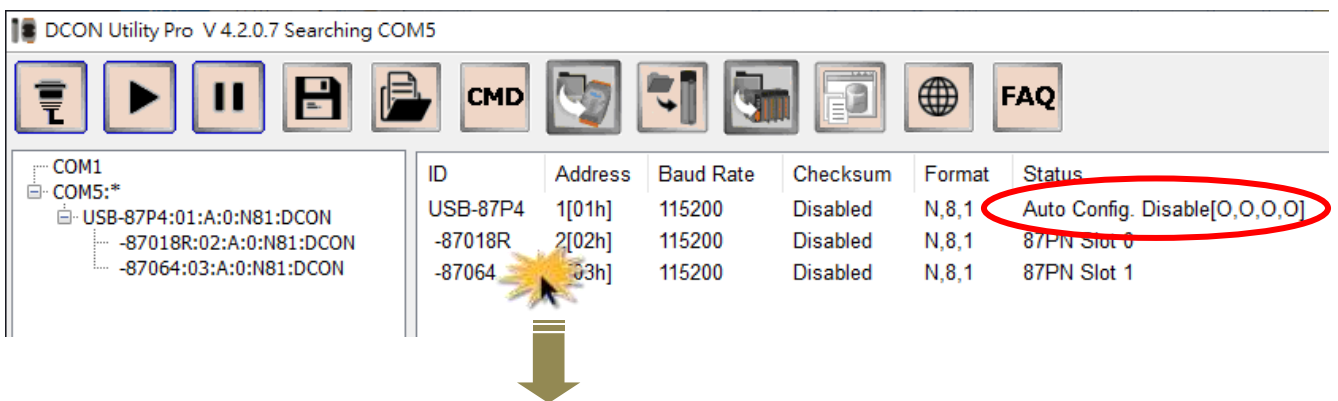 DCON Utility Pro V 4.2.0.7 Searching COM5
CMD FAQ
COM1
COM5:*
USB-87P4:01:A:0:N81:DCON
-87018R:02:A:0:N81:DCON
-87064:03:A:0:N81:DCON
ID Address Baud Rate Checksum Format Status
USB-87P4 1[01h] 115200 Disabled N,8,1 Auto Config. Disable[O,O,O,O]
-87018R 2[02h] 115200 Disabled N,8,1 87PN Slot 0
-87064 115200 Disabled N,8,1 87PN Slot 1